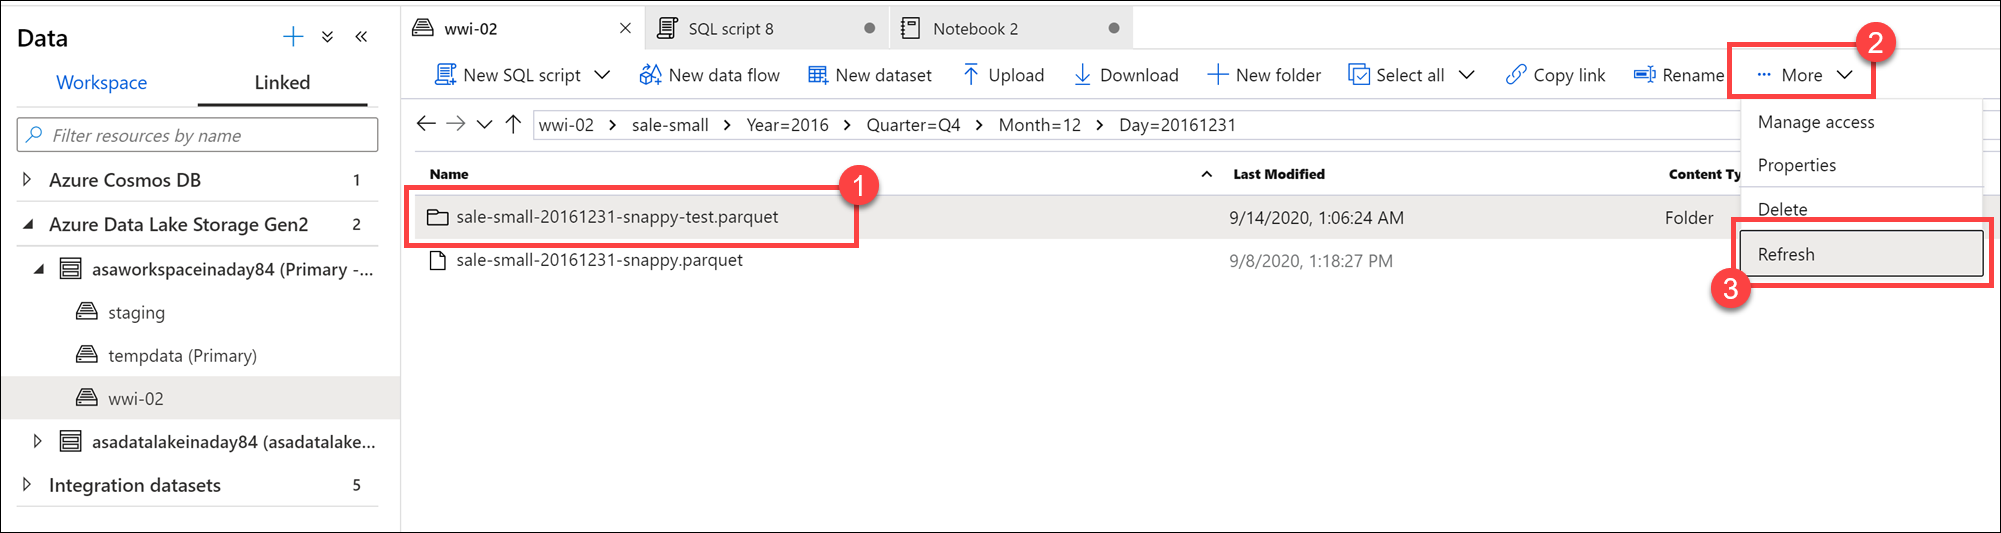 Data
Workspace
Linked
Filter resources by name
Azure Cosmos DB 1
Azure Data Lake Storage Gen2 2
asaworkspaceinaday84 (Primary -...
staging
tempdata (Primary)
wwi-02
asadatalakeinaday84 (asadatalake...
Integration datasets 5
wwi-02
SQL script 8
Notebook 2
New SQL script
New data flow
New dataset
Upload
Download
New folder
Select all
Copy link
Rename
··· More
2
wwi-02 > sale-small > Year=2016 > Quarter=Q4 > Month=12 > Day=20161231
Name Last Modified Content Ty
1
sale-small-20161231-snappy-test.parquet 9/14/2020, 1:06:24 AM Folder
sale-small-20161231-snappy.parquet 9/8/2020, 1:18:27 PM
Manage access
Properties
Delete
Refresh
3